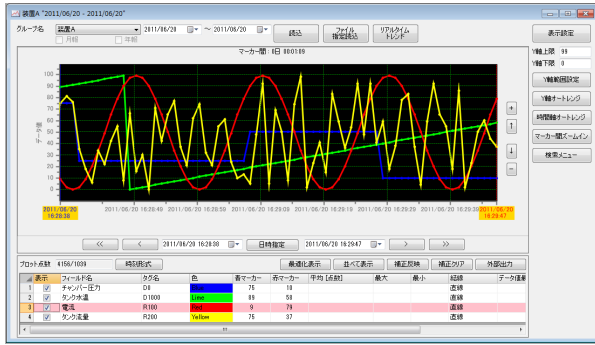 装置A "2011/06/20 - 2011/06/20"
グループ名 装置A 2011/06/20 ～ 2011/06/20 読込 ファイル指定読込 リアルタイムトレンド 表示設定
月報 年報
マーカー間：0日 00:01:09
Y軸上限 99
Y軸下限 0
Y軸範囲設定
Y軸オートレンジ
時間軸オートレンジ
マーカー間ズームイン
検索メニュー
データ値
100
90
80
70
60
50
40
30
20
10
0
+
↑
↓
-
2011/06/20 16:28:38
2011/06/20 16:28:40 2011/06/20 16:28:50 2011/06/20 16:29:00 2011/06/20 16:29:10 2011/06/20 16:29:20 2011/06/20 16:29:30
2011/06/20 16:29:47
<< < 2011/06/20 16:28:38 日時指定 2011/06/20 16:29:47 > >>
プロット点数 4156/1039 時刻形式 最適化表示 並べて表示 補正反映 補正クリア 外部出力
表示 フィールド名 タグ名 色 青マーカー 赤マーカー 平均 [点数] 最大 最小 結線 データ値最
1 チャンバー圧力 D0 Blue 75 10 直線
2 タンク水温 D1000 Lime 89 58 直線
3 電流 R100 Red 9 79 直線
4 タンク流量 R200 Yellow 75 37 直線